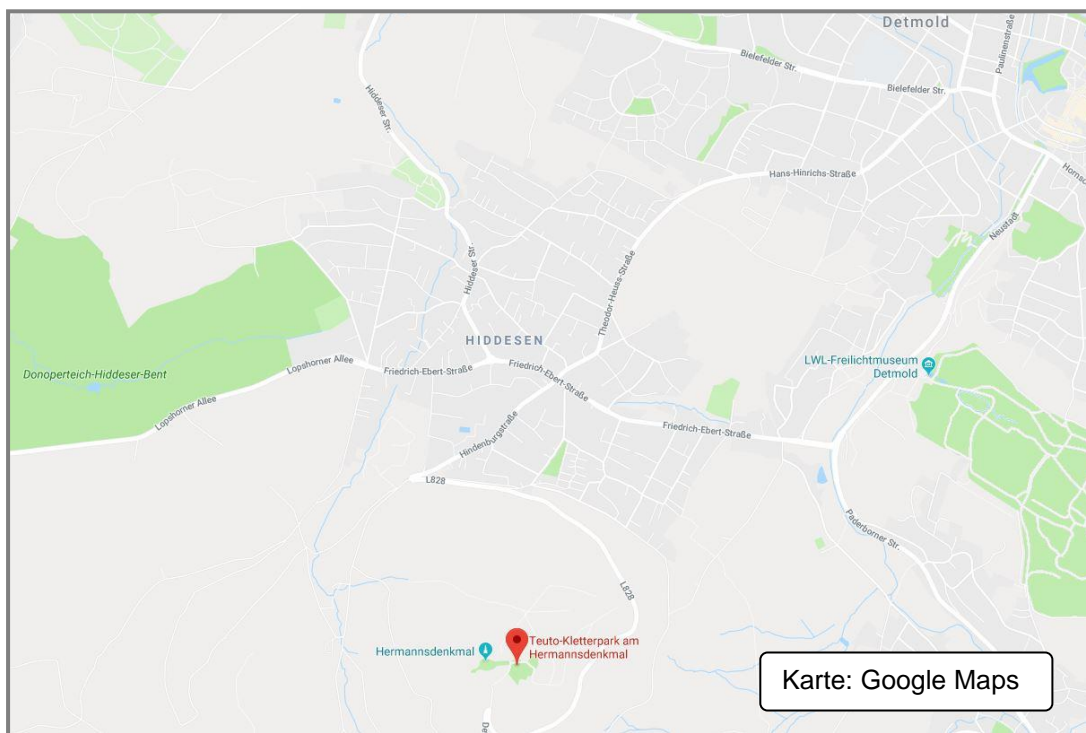 Detmold
Paulinenstraße
Bielefelder Str.
Bielefelder Str.
Hiddeser Str.
Hans-Hinrichs-Straße
Neustadt
Hiddeser Str
Theodor-Heuss-Straße
HIDDESEN
LWL-Freilichtmuseum
Detmold
Donoperteich-Hiddeser-Bent
Lopshorner Allee
Friedrich-Ebert-Straße
Friedrich-Ebert-Straße
Lopshorner Allee
Hindenburgstraße
Friedrich-Ebert-Straße
L828
Paderborner Str.
L828
Teuto-Kletterpark am
Hermannsdenkmal
Hermannsdenkmal
Karte: Google Maps